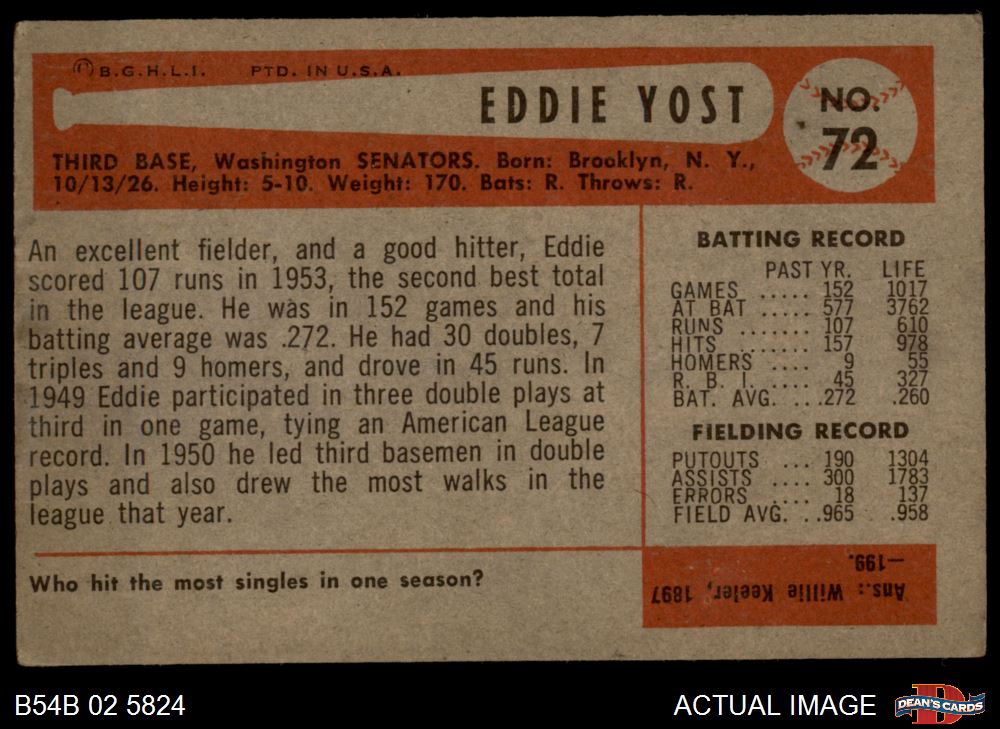 B.G.H.L.I. PTD. IN U.S.A.
EDDIE YOST
NO.
72
THIRD BASE, Washington SENATORS. Born: Brooklyn, N. Y.,
10/13/26. Height: 5-10. Weight: 170. Bats: R. Throws: R.
An excellent fielder, and a good hitter, Eddie
scored 107 runs in 1953, the second best total
in the league. He was in 152 games and his
batting average was .272. He had 30 doubles, 7
triples and 9 homers, and drove in 45 runs. In
1949 Eddie participated in three double plays at
third in one game, tying an American League
record. In 1950 he led third basemen in double
plays and also drew the most walks in the
league that year.
BATTING RECORD
PAST YR. LIFE
GAMES ..... 152 1017
AT BAT ..... 577 3762
RUNS ....... 107 610
HITS ....... 157 978
HOMERS .... 9 55
R. B. I. .... 45 327
BAT. AVG. ...272 .260
FIELDING RECORD
PUTOUTS ... 190 1304
ASSISTS .... 300 1783
ERRORS .... 18 137
FIELD AVG. ..965 .958
Who hit the most singles in one season?
Ans.: Willie Keeler, 1897
—199.
B54B 02 5824
ACTUAL IMAGE
DEAN'S CARDS